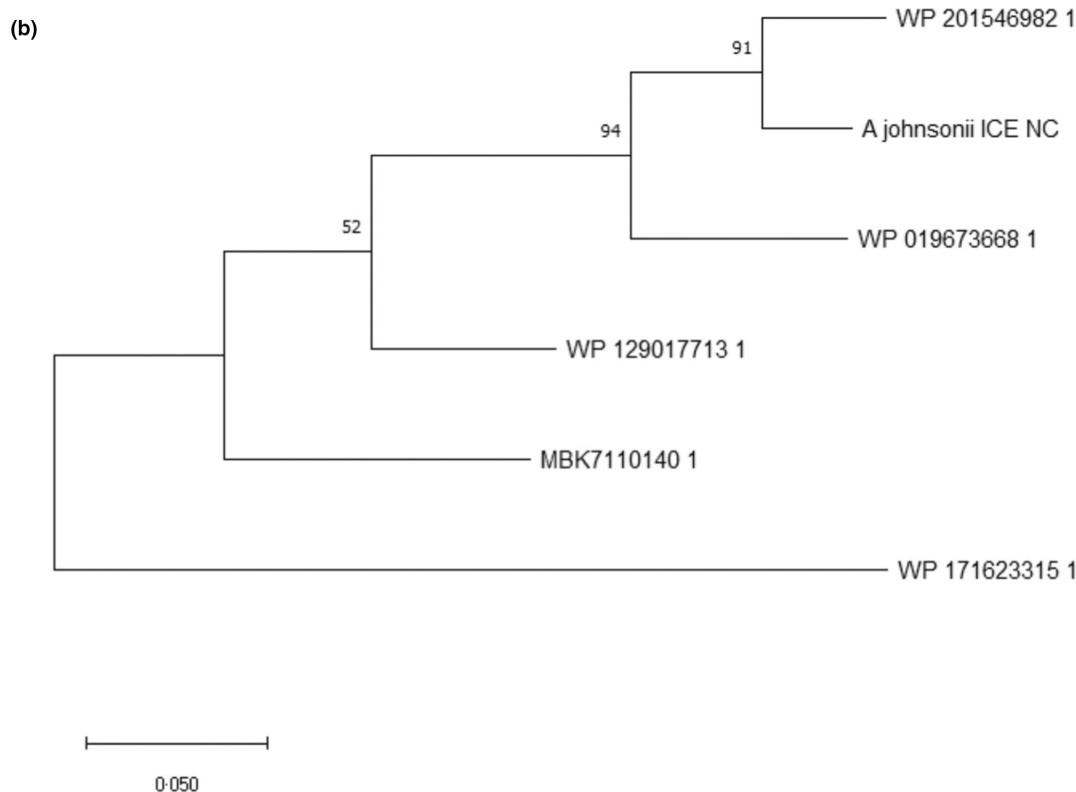 (b)
WP 201546982 1
91
A johnsonii ICE NC
94
WP 019673668 1
52
WP 129017713 1
MBK7110140 1
WP 171623315 1
0·050